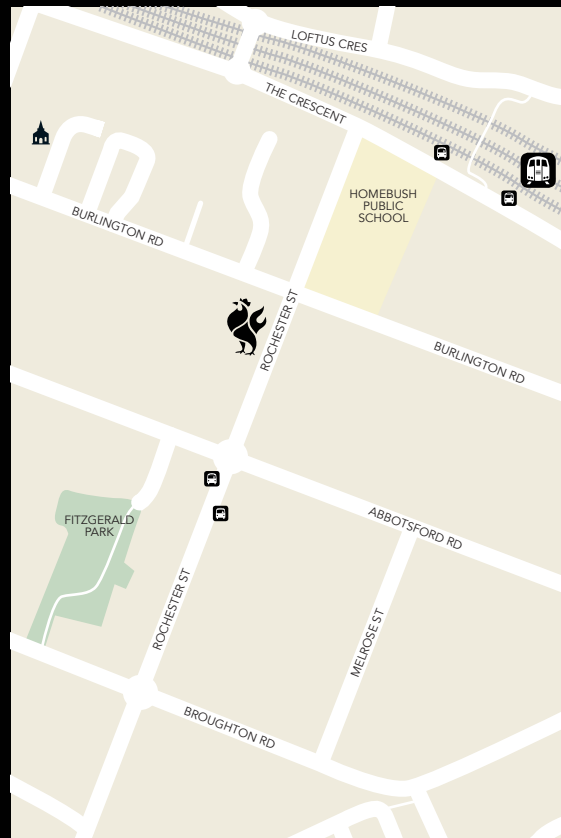 LOFTUS CRES
THE CRESCENT
HOMEBUSH
PUBLIC
SCHOOL
BURLINGTON RD
ROCHESTER ST
BURLINGTON RD
FITZGERALD
PARK
ABBOTSFORD RD
ROCHESTER ST
MELROSE ST
BROUGHTON RD